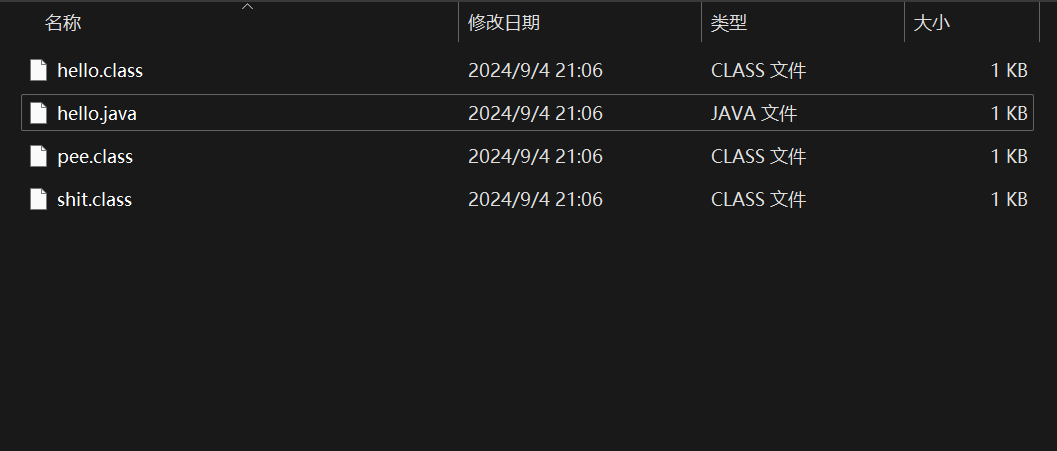 名称 修改日期 类型 大小
hello.class 2024/9/4 21:06 CLASS 文件 1 KB
hello.java 2024/9/4 21:06 JAVA 文件 1 KB
pee.class 2024/9/4 21:06 CLASS 文件 1 KB
shit.class 2024/9/4 21:06 CLASS 文件 1 KB